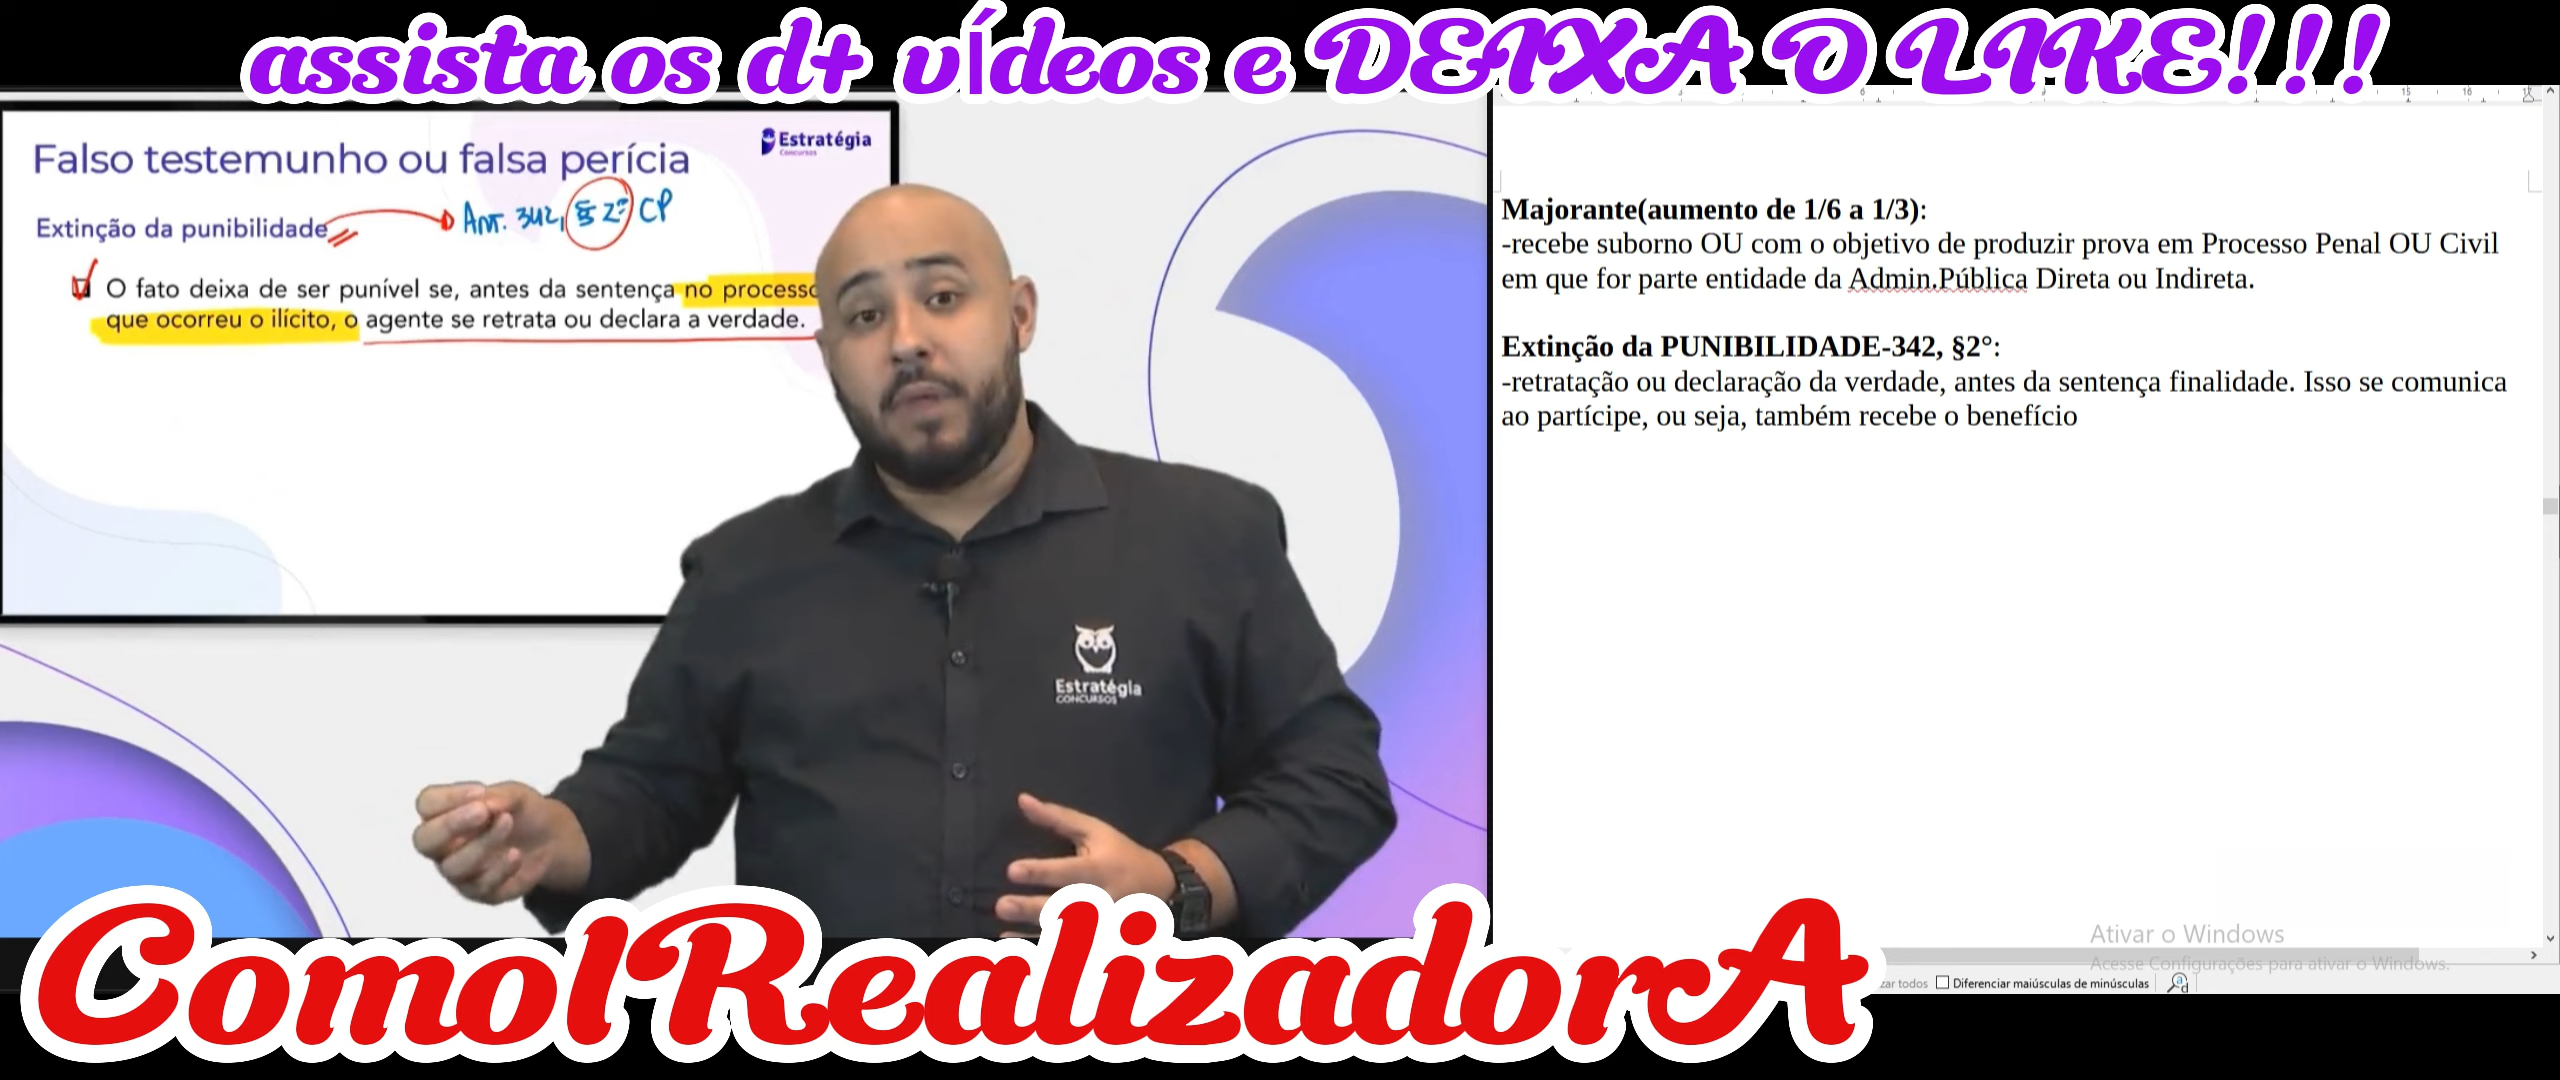 assista os d+ vÍdeos e DEIXA O LIKE!!!
Falso testemunho ou falsa perícia
Estratégia
Concursos
Extinção da punibilidade
Art. 342, § 2º CP
O fato deixa de ser punível se, antes da sentença no processo
que ocorreu o ilícito, o agente se retrata ou declara a verdade.
Estratégia
CONCURSOS
Majorante(aumento de 1/6 a 1/3):
-recebe suborno OU com o objetivo de produzir prova em Processo Penal OU Civil
em que for parte entidade da Admin.Pública Direta ou Indireta.
Extinção da PUNIBILIDADE-342, §2°:
-retratação ou declaração da verdade, antes da sentença finalidade. Isso se comunica
ao partícipe, ou seja, também recebe o benefício
Ativar o Windows
Acesse Configurações para ativar o Windows.
zar todos Diferenciar maiúsculas de minúsculas
ComolRealizadorA